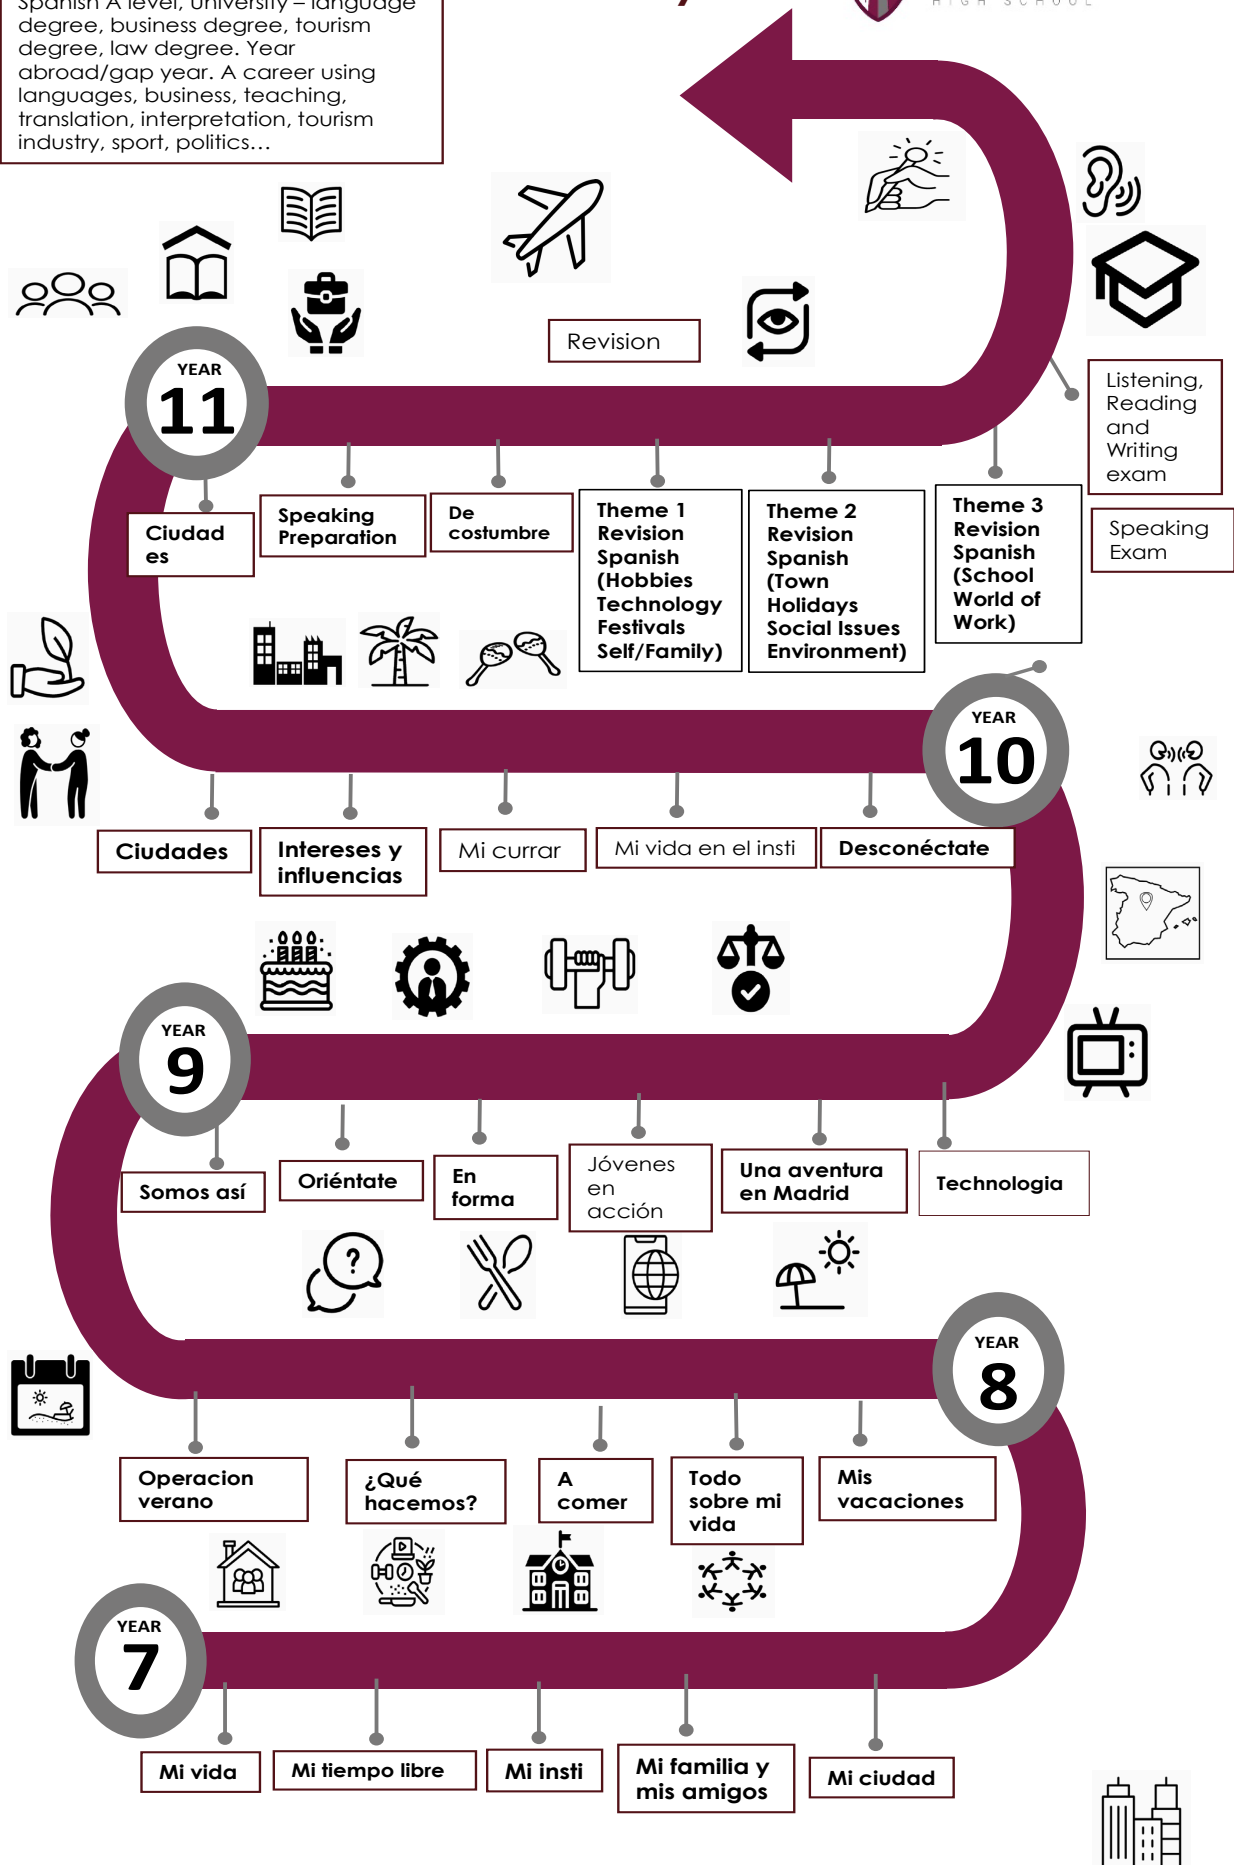 Spanish A level, University – language
degree, business degree, tourism
degree, law degree. Year
abroad/gap year. A career using
languages, business, teaching,
translation, interpretation, tourism
industry, sport, politics…
HIGH SCHOOL
Revision
YEAR
11
Listening,
Reading
and
Writing
exam
Speaking
Exam
Ciudad
es
Speaking
Preparation
De
costumbre
Theme 1
Revision
Spanish
(Hobbies
Technology
Festivals
Self/Family)
Theme 2
Revision
Spanish
(Town
Holidays
Social Issues
Environment)
Theme 3
Revision
Spanish
(School
World of
Work)
YEAR
10
Ciudades
Intereses y
influencias
Mi currar
Mi vida en el insti
Desconéctate
YEAR
9
Somos así
Oriéntate
En
forma
Jóvenes
en
acción
Una aventura
en Madrid
Technologia
YEAR
8
Operacion
verano
¿Qué
hacemos?
A
comer
Todo
sobre mi
vida
Mis
vacaciones
YEAR
7
Mi vida
Mi tiempo libre
Mi insti
Mi familia y
mis amigos
Mi ciudad